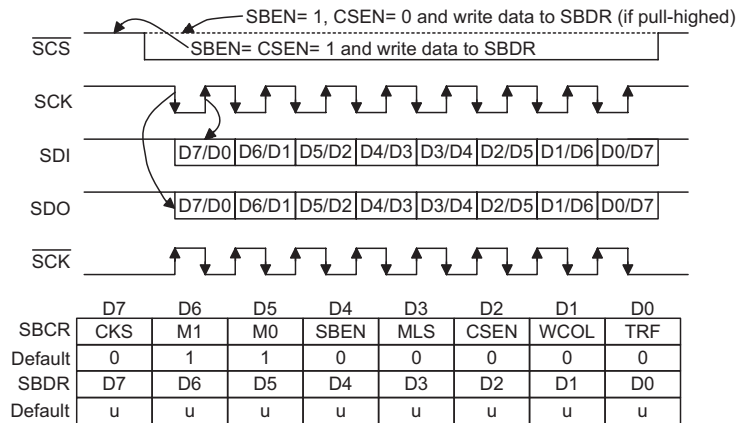 SBEN= 1, CSEN= 0 and write data to SBDR (if pull-highed)
SCS
SBEN= CSEN= 1 and write data to SBDR
SCK
SDI D7/D0 D6/D1 D5/D2 D4/D3 D3/D4 D2/D5 D1/D6 D0/D7
SDO D7/D0 D6/D1 D5/D2 D4/D3 D3/D4 D2/D5 D1/D6 D0/D7
SCK
D7 D6 D5 D4 D3 D2 D1 D0
SBCR CKS M1 M0 SBEN MLS CSEN WCOL TRF
Default 0 1 1 0 0 0 0 0
SBDR D7 D6 D5 D4 D3 D2 D1 D0
Default u u u u u u u u